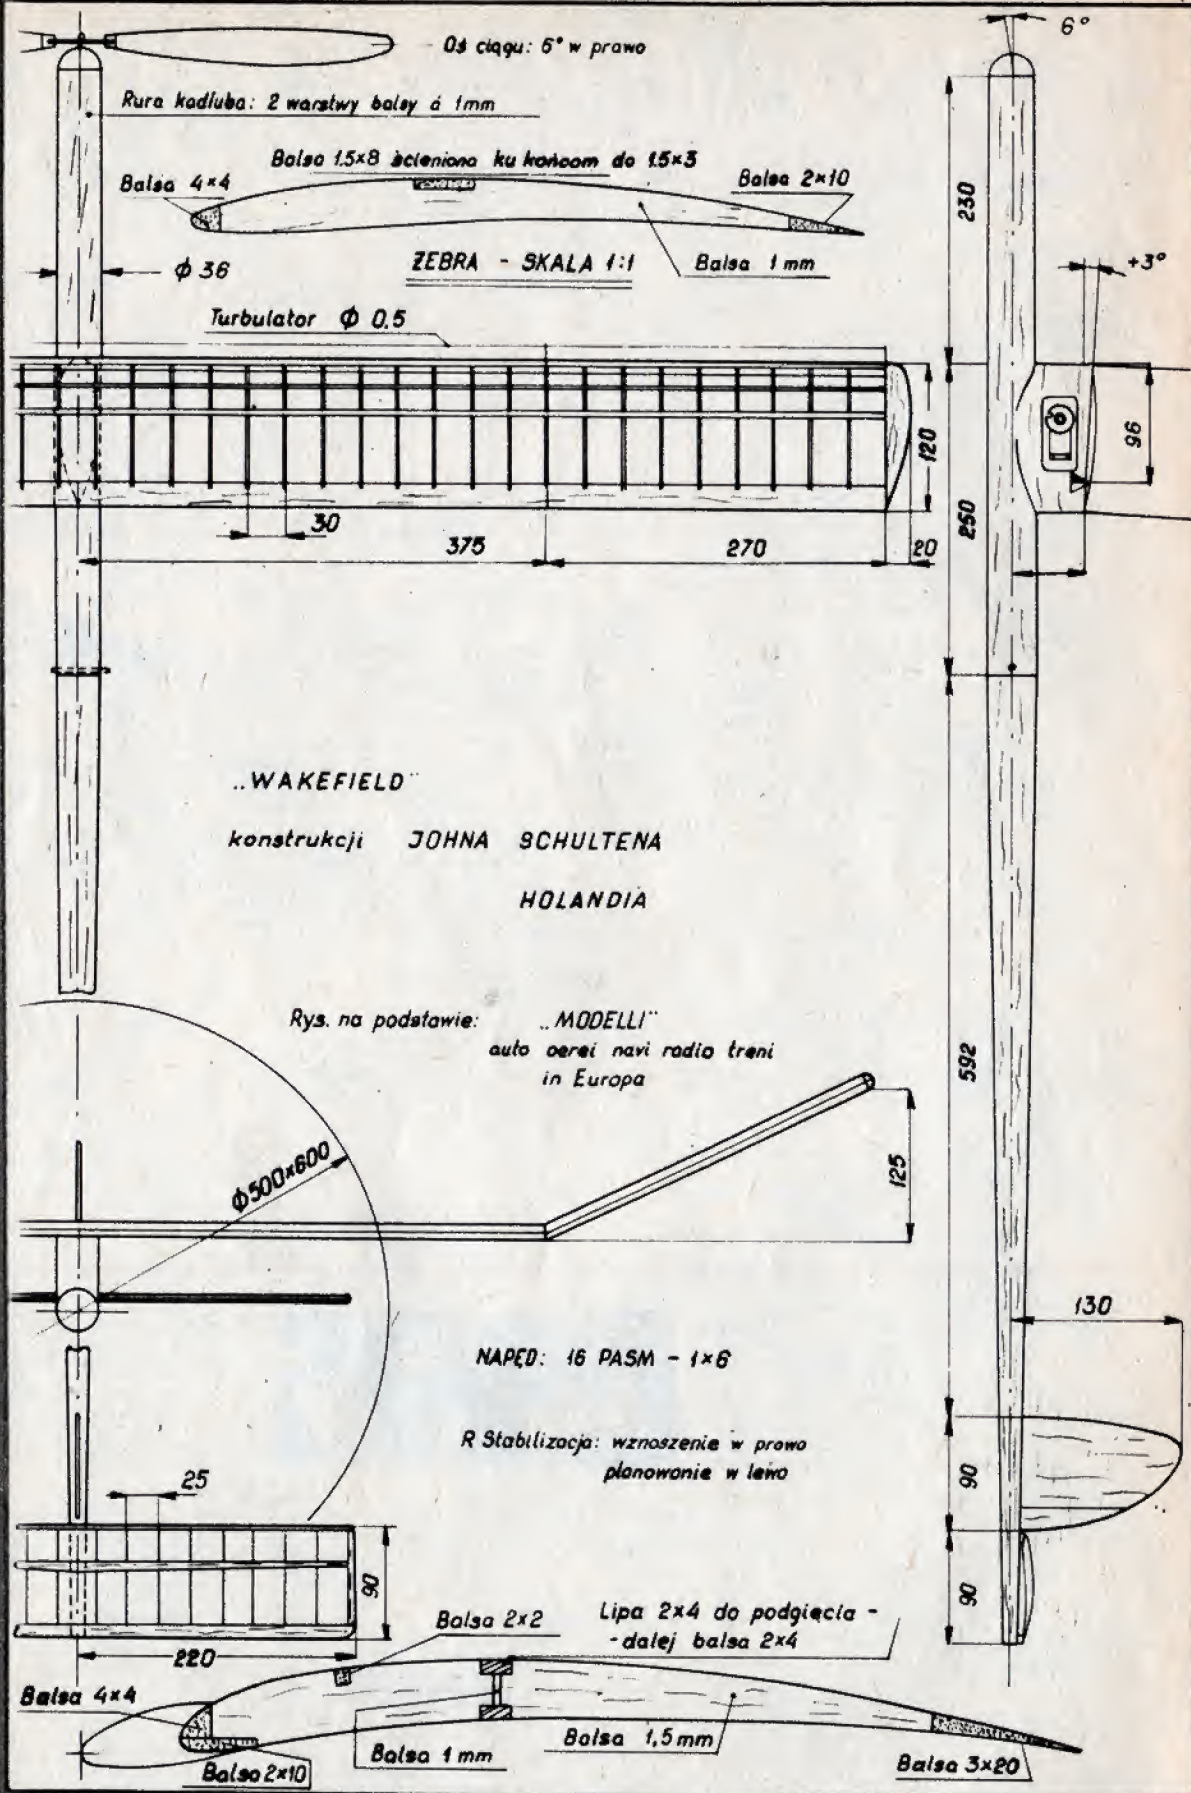 6°
Oś ciągu: 6° w prawo
Rura kadłuba: 2 warstwy balsy á 1mm
Balsa 1.5×8 ścieniona ku końcom do 1.5×3
Balsa 4×4
Balsa 2×10
230
ϕ 36
ŻEBRA - SKALA 1:1
Balsa 1 mm
+3°
Turbulator ϕ 0.5
120
96
250
30
375
270
20
„WAKEFIELD"
konstrukcji JOHNA SCHULTENA
HOLANDIA
Rys. na podstawie: „MODELLI"
auto aerei navi radio treni
in Europa
592
ϕ500×600
125
130
NAPĘD: 16 PASM - 1×6
R Stabilizacja: wznoszenie w prawo
planowanie w lewo
25
90
90
90
220
Balsa 2×2
Lipa 2×4 do podgięcia -
- dalej balsa 2×4
Balsa 4×4
Balsa 2×10
Balsa 1 mm
Balsa 1,5 mm
Balsa 3×20